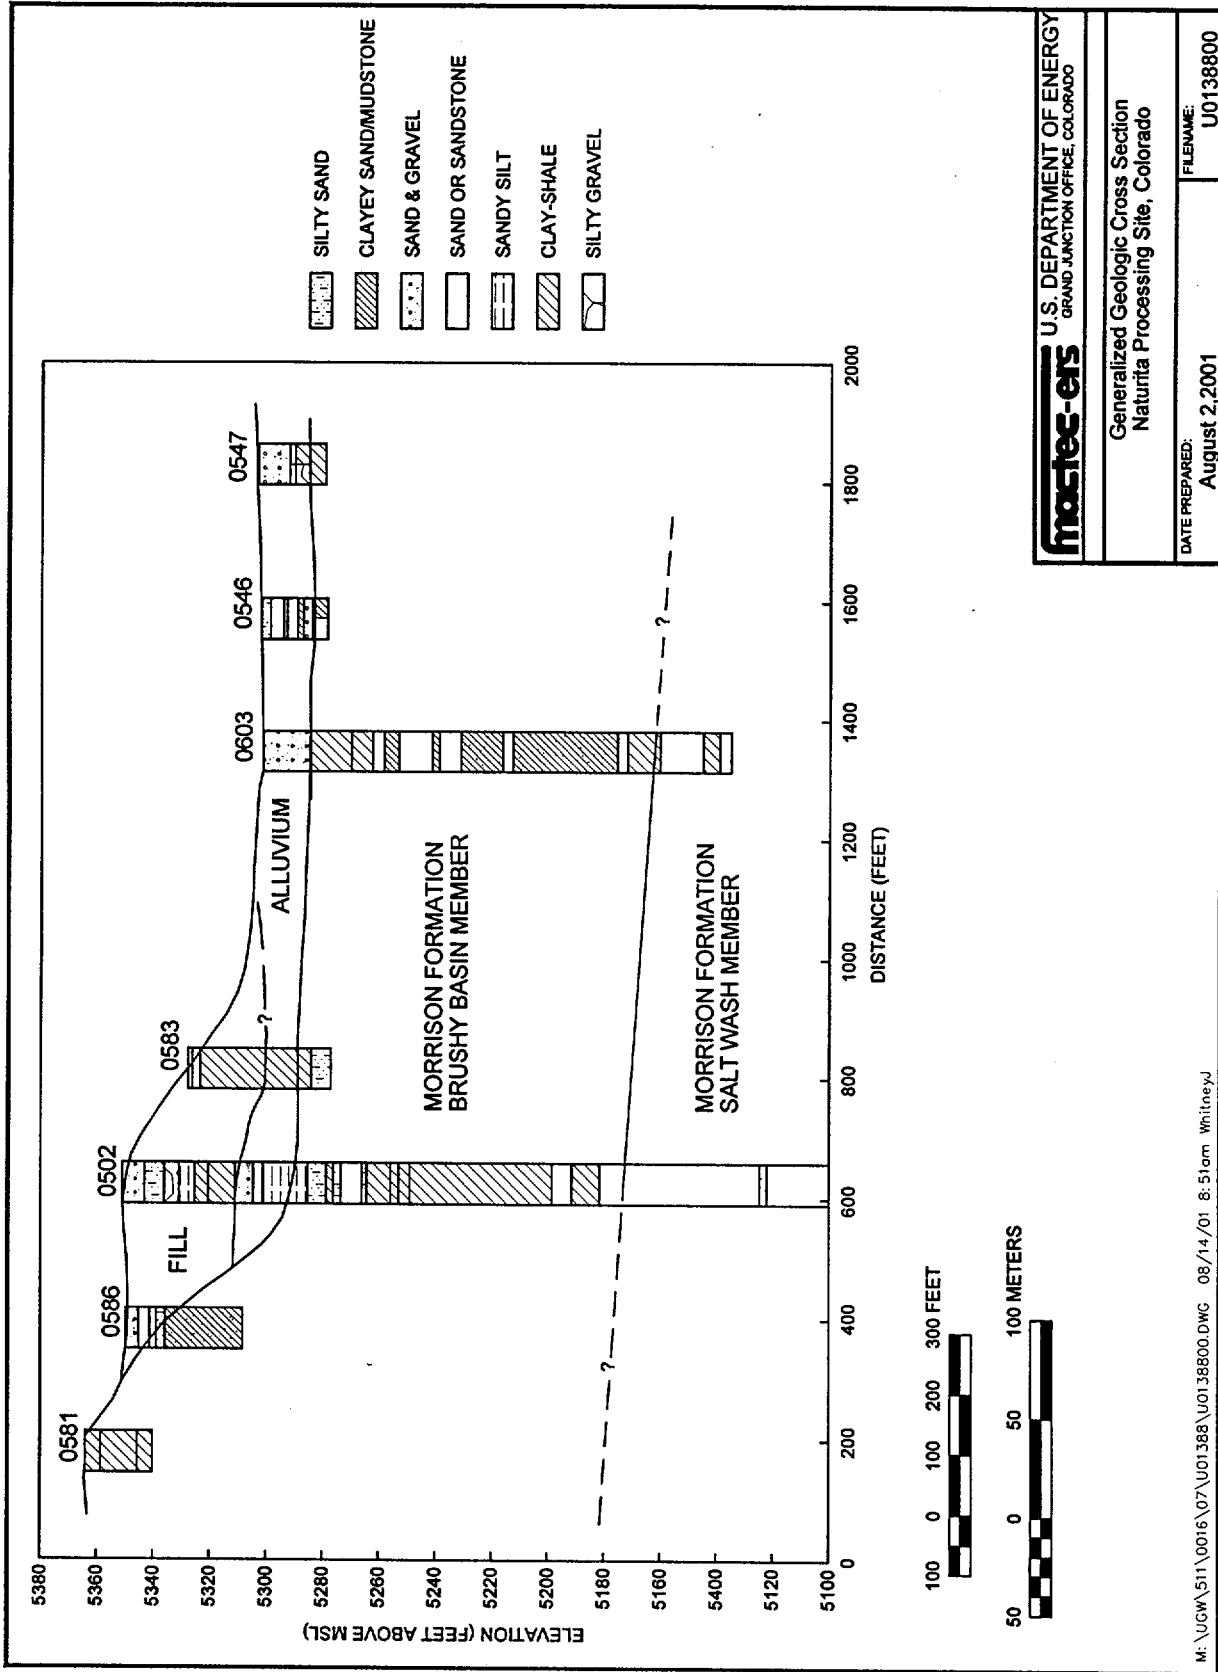 5380
5360
5340
5320
5300
5280
5260
5240
5220
5200
5180
5160
5140
5120
5100
ELEVATION (FEET ABOVE MSL)
0
200
400
600
800
1000
1200
1400
1600
1800
2000
DISTANCE (FEET)
0581
0586
0502
0583
0603
0546
0547
FILL
ALLUVIUM
?
MORRISON FORMATION
BRUSHY BASIN MEMBER
?
?
MORRISON FORMATION
SALT WASH MEMBER
SILTY SAND
CLAYEY SAND/MUDSTONE
SAND & GRAVEL
SAND OR SANDSTONE
SANDY SILT
CLAY-SHALE
SILTY GRAVEL
100 0 100 200 300 FEET
50 0 50 100 METERS
mactec-ers
U.S. DEPARTMENT OF ENERGY
GRAND JUNCTION OFFICE, COLORADO
Generalized Geologic Cross Section
Naturita Processing Site, Colorado
DATE PREPARED:
August 2,2001
FILENAME:
U0138800
M:\UGW\511\0016\07\U01388\U0138800.DWG 08/14/01 8:51am WhitneyJ